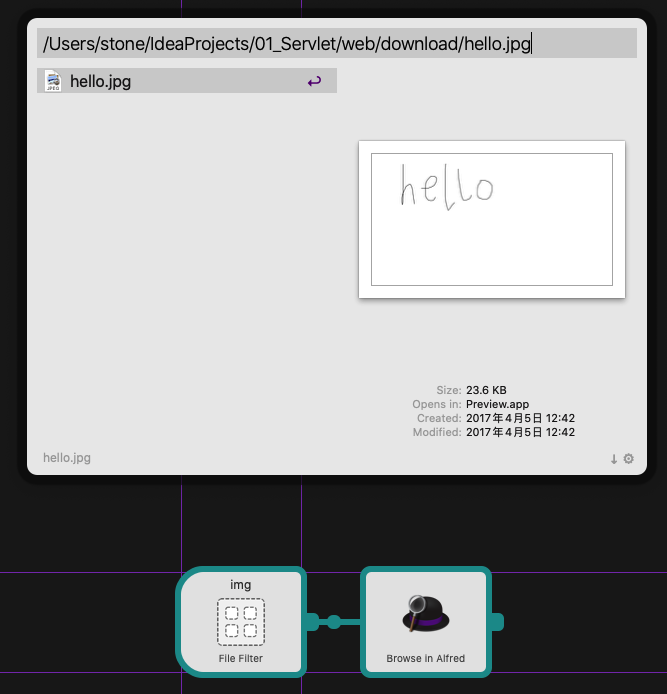 /Users/stone/IdeaProjects/01_Servlet/web/download/hello.jpg
JPEG
hello.jpg
hello
Size: 23.6 KB
Opens in: Preview.app
Created: 2017年4月5日 12:42
Modified: 2017年4月5日 12:42
hello.jpg
img
File Filter
Browse in Alfred